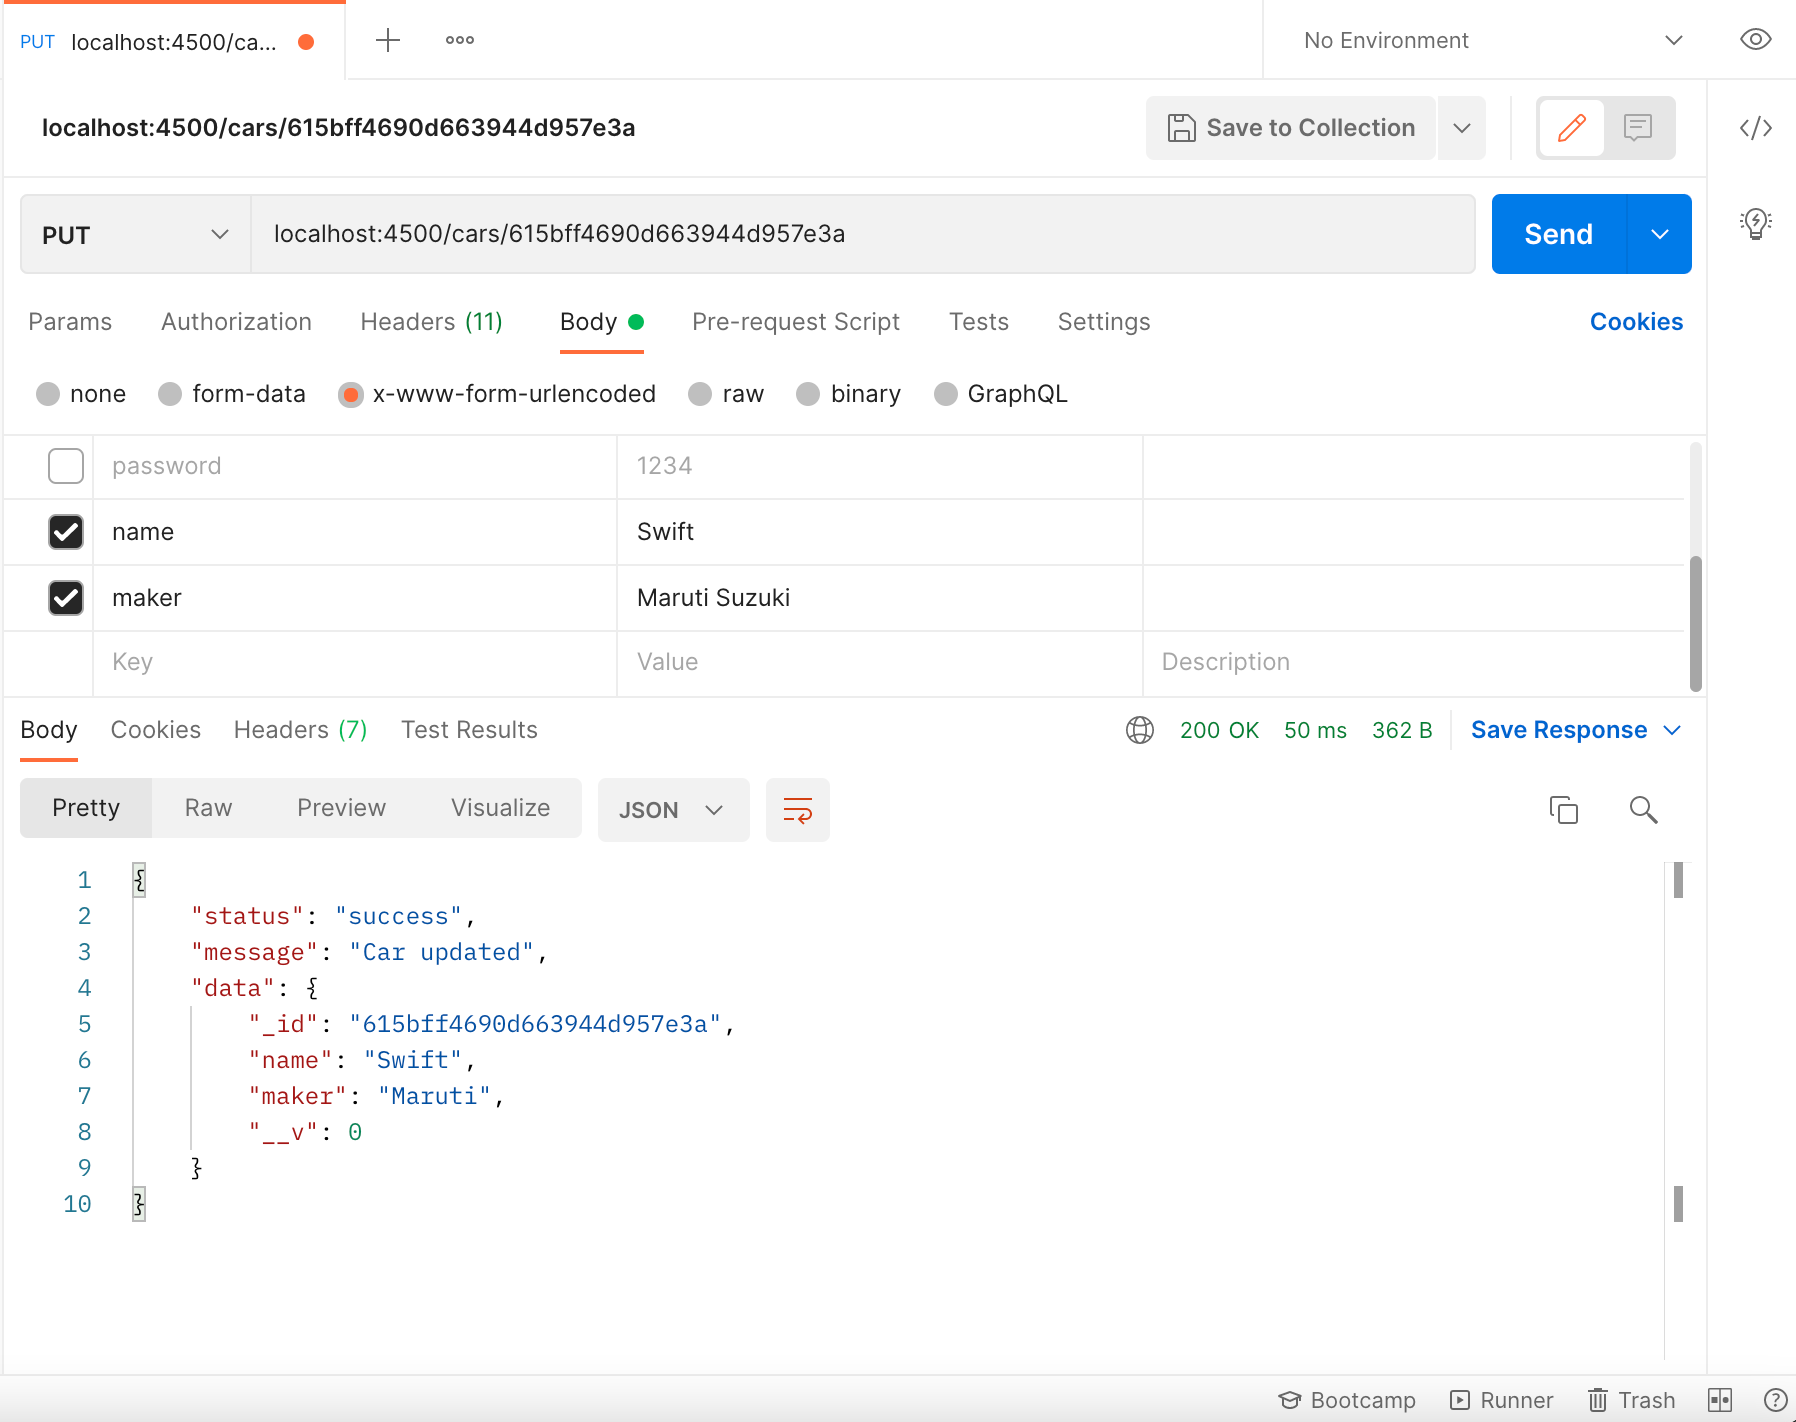 PUT localhost:4500/ca... No Environment
localhost:4500/cars/615bff4690d663944d957e3a Save to Collection
PUT localhost:4500/cars/615bff4690d663944d957e3a Send
Params Authorization Headers (11) Body Pre-request Script Tests Settings Cookies
none form-data x-www-form-urlencoded raw binary GraphQL
password 1234
name Swift
maker Maruti Suzuki
Key Value Description
Body Cookies Headers (7) Test Results 200 OK 50 ms 362 B Save Response
Pretty Raw Preview Visualize JSON
1 {
2 "status": "success",
3 "message": "Car updated",
4 "data": {
5 "_id": "615bff4690d663944d957e3a",
6 "name": "Swift",
7 "maker": "Maruti",
8 "__v": 0
9 }
10 }
Bootcamp Runner Trash